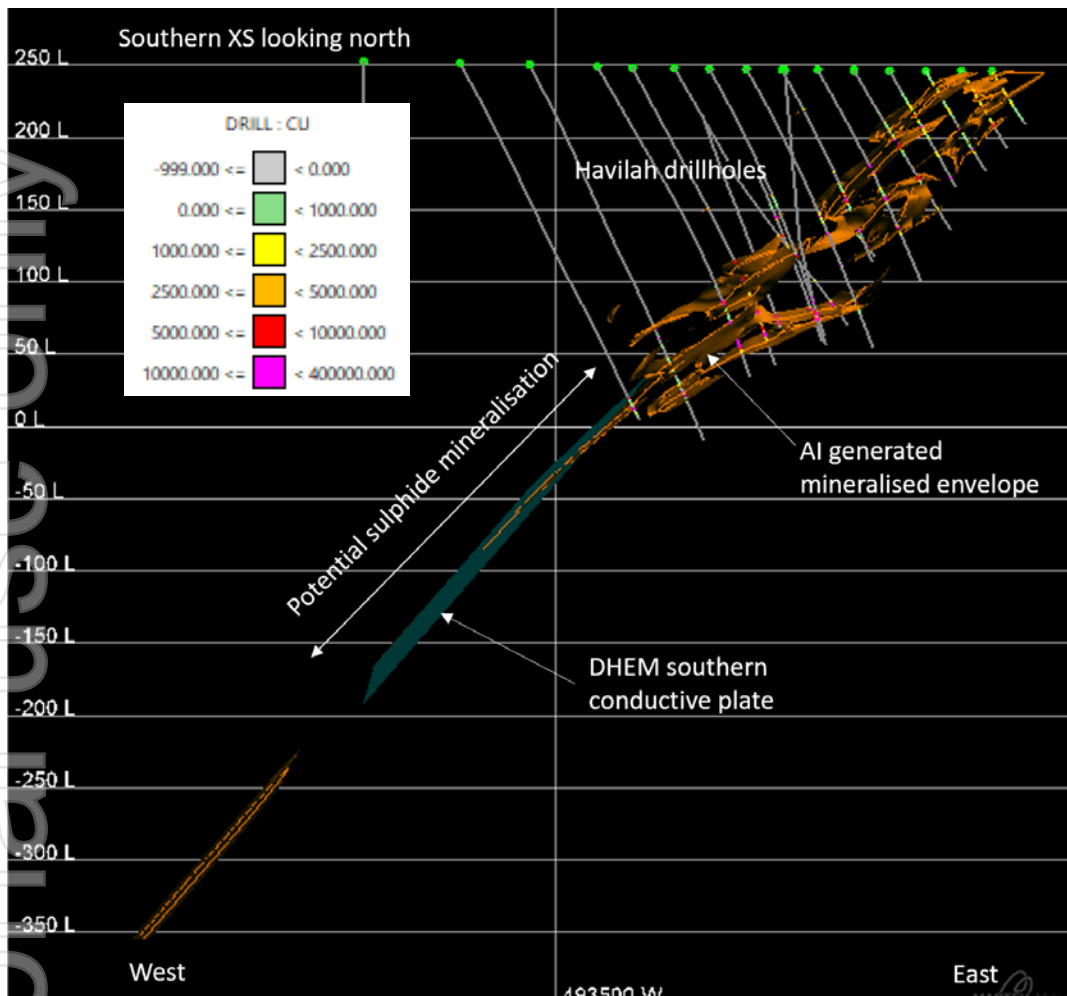 Southern XS looking north
250 L
200 L
150 L
100 L
50 L
0 L
-50 L
-100 L
-150 L
-200 L
-250 L
-300 L
-350 L
DRILL : CU
-999.000 <= < 0.000
0.000 <= < 1000.000
1000.000 <= < 2500.000
2500.000 <= < 5000.000
5000.000 <= < 10000.000
10000.000 <= < 400000.000
Havilah drillholes
Potential sulphide mineralisation
AI generated
mineralised envelope
DHEM southern
conductive plate
West
East
493500 W